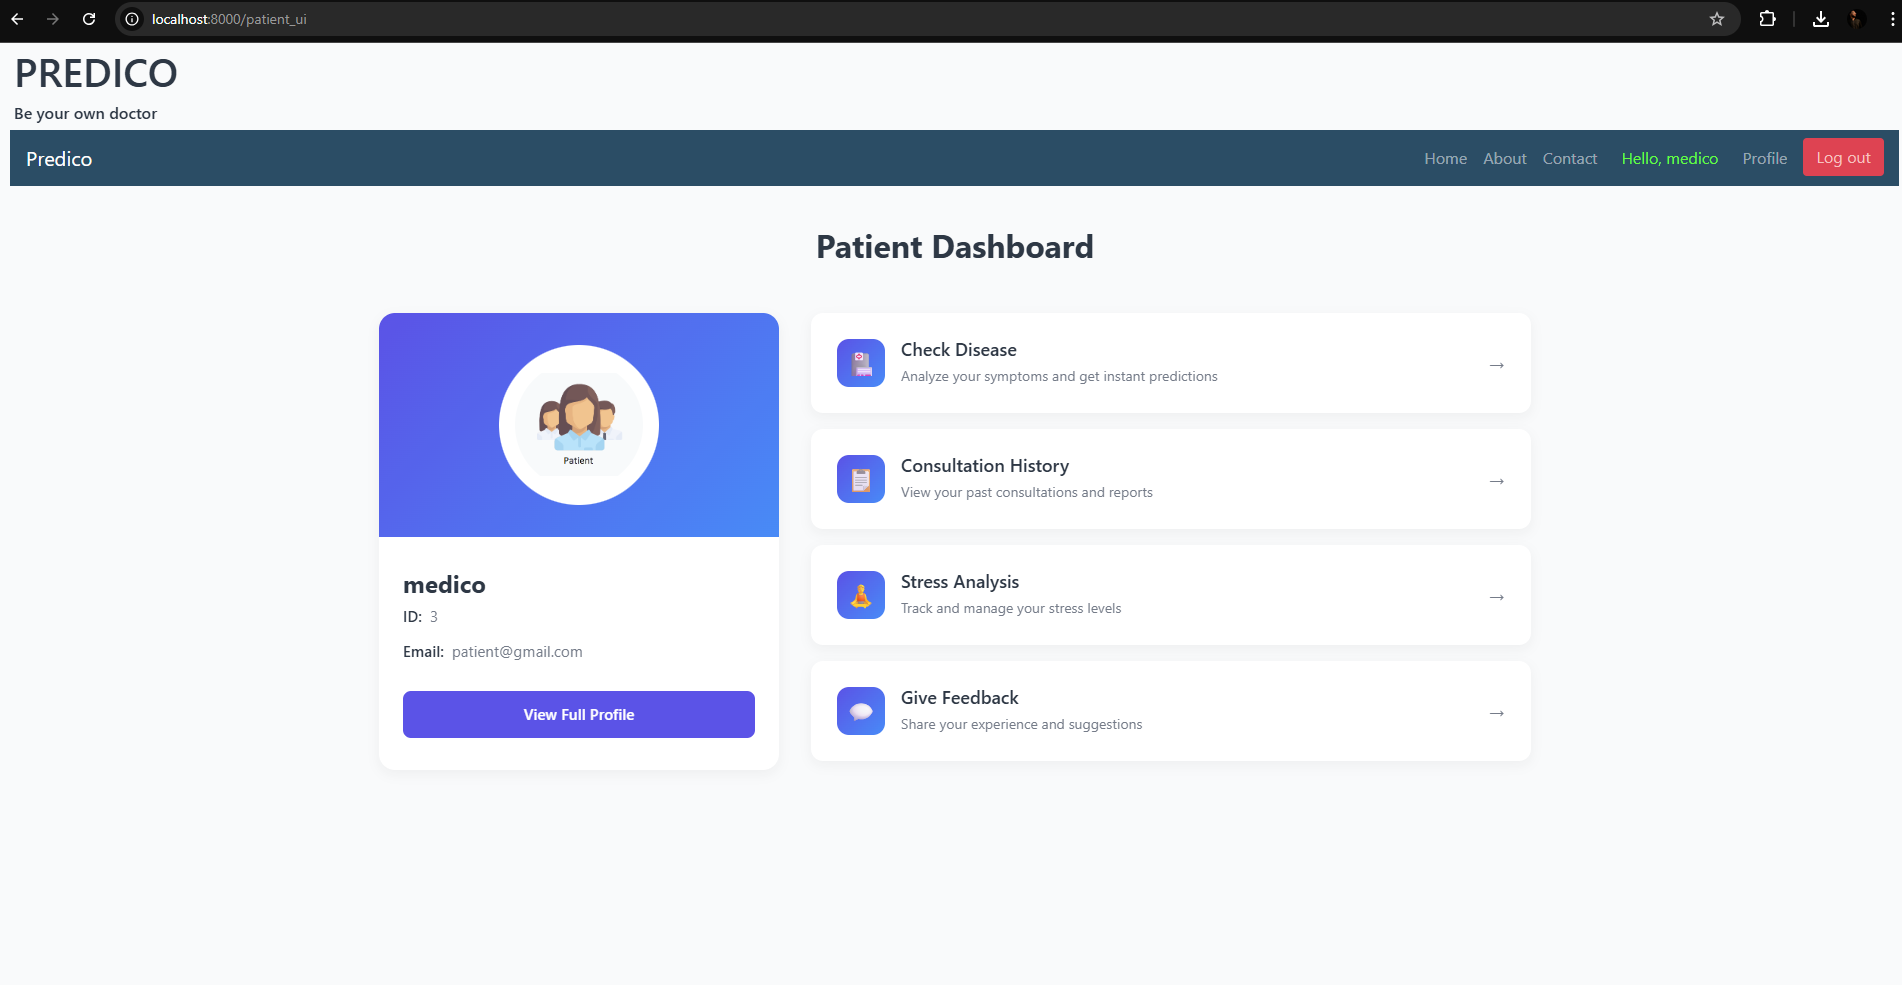 localhost:8000/patient_ui
PREDICO
Be your own doctor
Predico
Home About Contact Hello, medico Profile Log out
Patient Dashboard
Patient
medico
ID: 3
Email: patient@gmail.com
View Full Profile
Check Disease
Analyze your symptoms and get instant predictions
→
Consultation History
View your past consultations and reports
→
Stress Analysis
Track and manage your stress levels
→
Give Feedback
Share your experience and suggestions
→